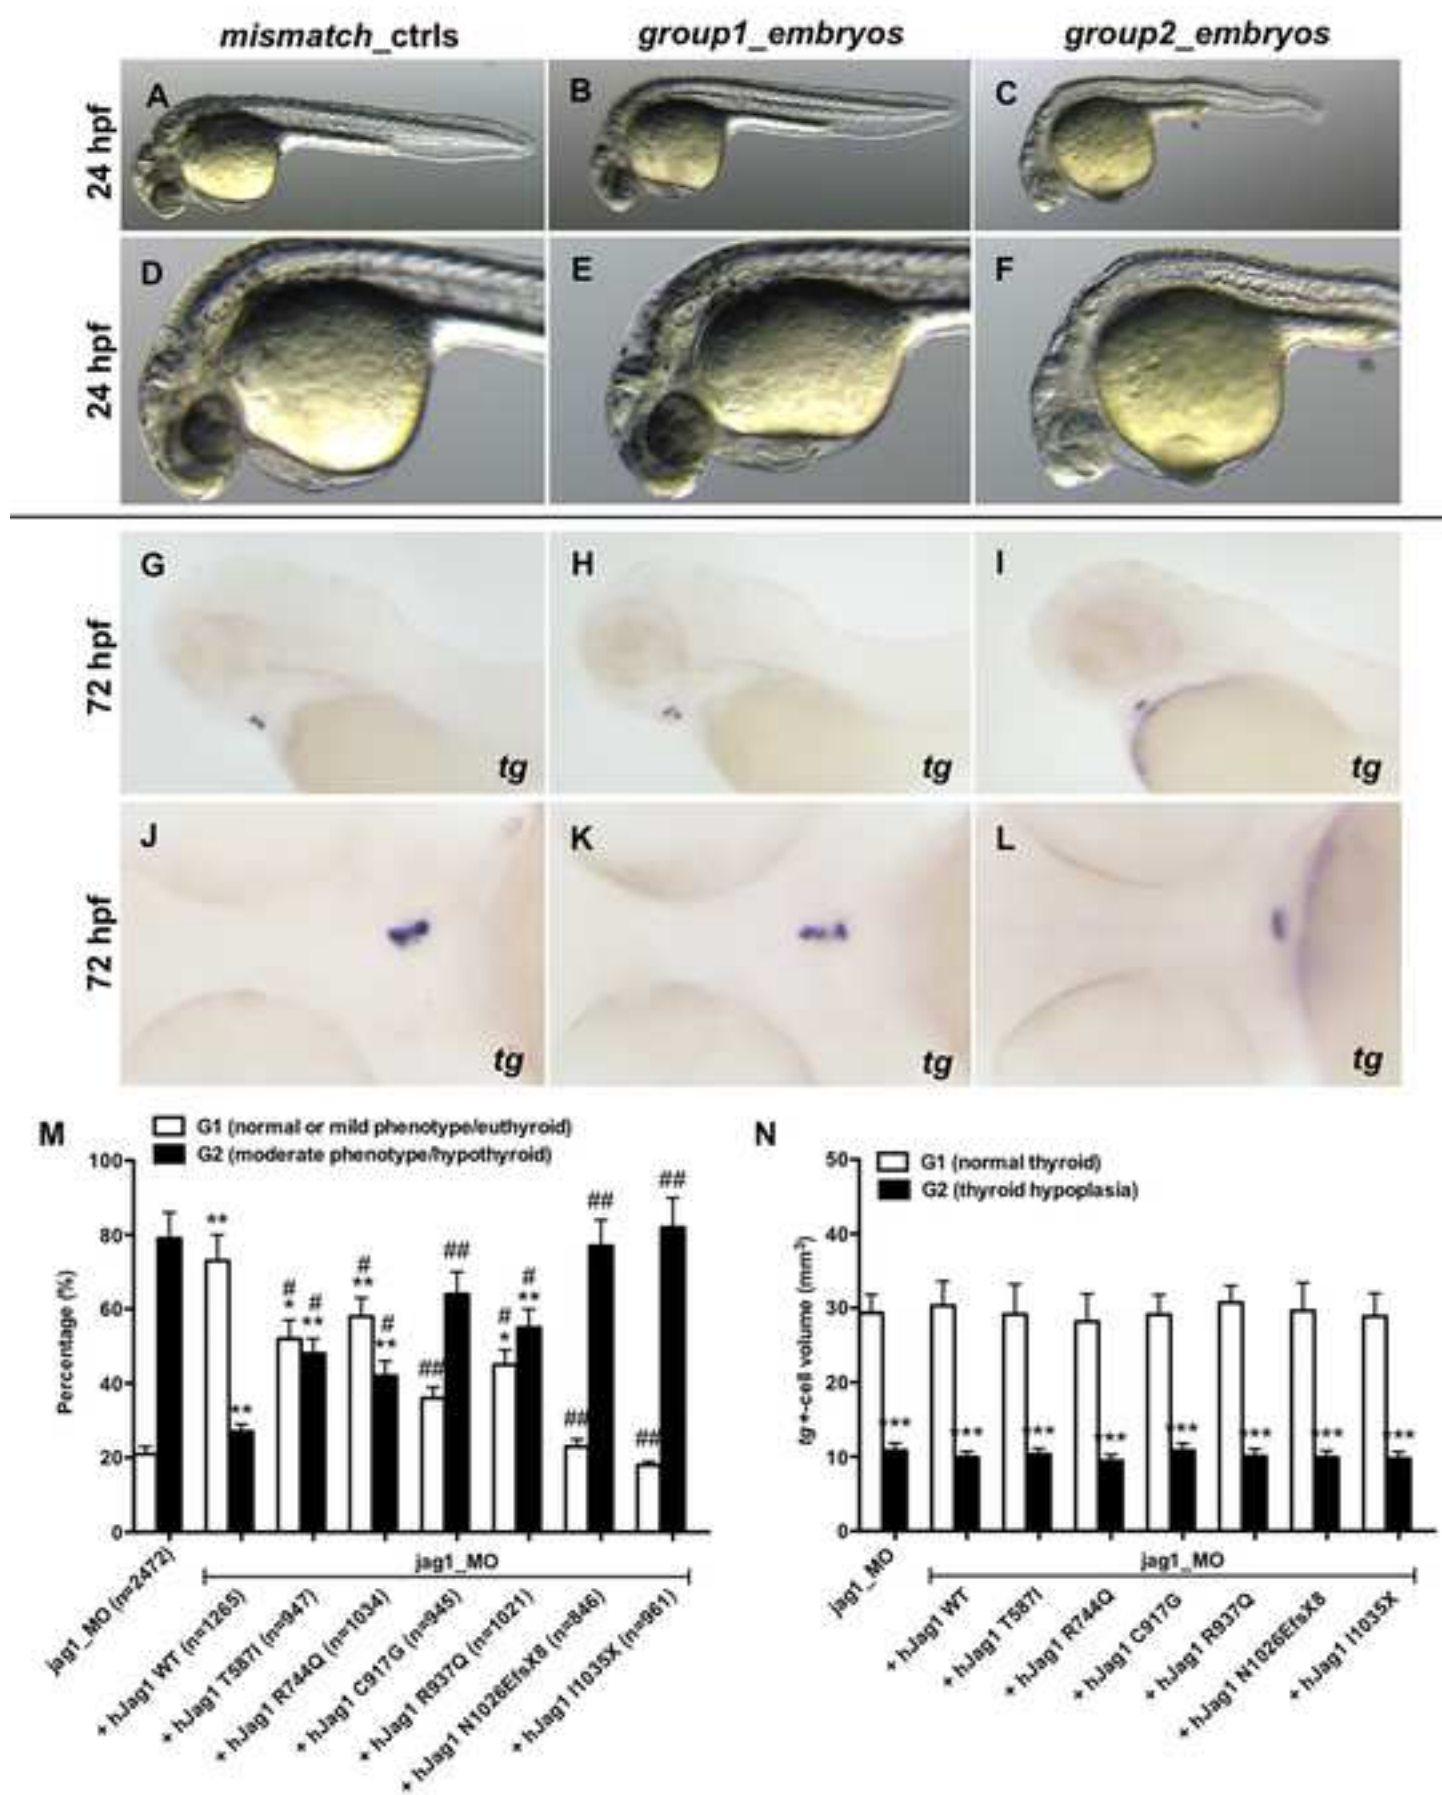 mismatch_ctrls group1_embryos group2_embryos
24 hpf
A B C
24 hpf
D E F
72 hpf
G H I
tg tg tg
72 hpf
J K L
tg tg tg
M
G1 (normal or mild phenotype/euthyroid)
G2 (moderate phenotype/hypothyroid)
Percentage (%)
100
80
60
40
20
0
** ** # * # ** # ** # ** ## ## # * # ** ## ## ## ##
jag1_MO
jag1_MO (n=2472)
+ hJag1 WT (n=1265)
+ hJag1 T587I (n=947)
+ hJag1 R744Q (n=1034)
+ hJag1 C917G (n=945)
+ hJag1 R937Q (n=1021)
+ hJag1 N1026EfsX8 (n=846)
+ hJag1 I1035X (n=961)
N
G1 (normal thyroid)
G2 (thyroid hypoplasia)
tg+-cell volume (mm³)
50
40
30
20
10
0
*** *** *** *** *** *** *** ***
jag1_MO
jag1_MO
+ hJag1 WT
+ hJag1 T587I
+ hJag1 R744Q
+ hJag1 C917G
+ hJag1 R937Q
+ hJag1 N1026EfsX8
+ hJag1 I1035X